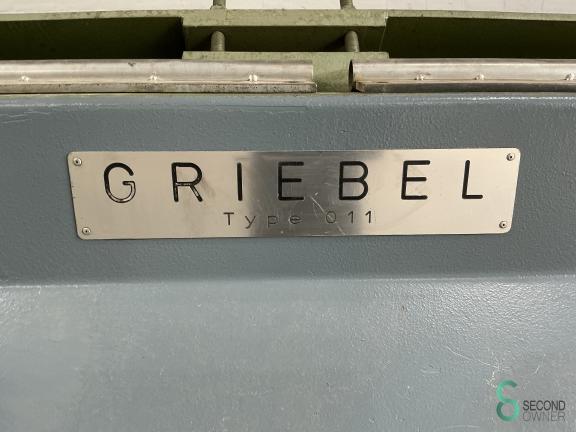 GRIEBEL
Type 011
SECOND
OWNER